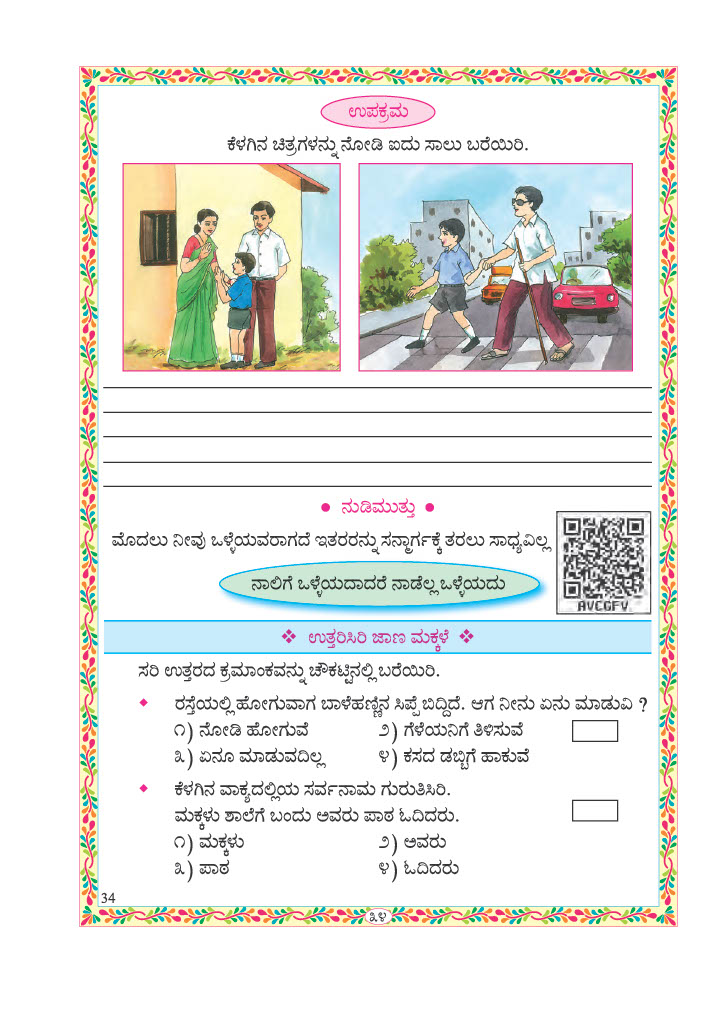 ಉಪಕ್ರಮ
ಕೆಳಗಿನ ಚಿತ್ರಗಳನ್ನು ನೋಡಿ ಐದು ಸಾಲು ಬರೆಯಿರಿ.
● ನುಡಿಮುತ್ತು ●
ಮೊದಲು ನೀವು ಒಳ್ಳೆಯವರಾಗದೆ ಇತರರನ್ನು ಸನ್ಮಾರ್ಗಕ್ಕೆ ತರಲು ಸಾಧ್ಯವಿಲ್ಲ
ನಾಲಿಗೆ ಒಳ್ಳೆಯದಾದರೆ ನಾಡೆಲ್ಲ ಒಳ್ಳೆಯದು
AVCGFV
❖ ಉತ್ತರಿಸಿರಿ ಜಾಣ ಮಕ್ಕಳೆ ❖
ಸರಿ ಉತ್ತರದ ಕ್ರಮಾಂಕವನ್ನು ಚೌಕಟ್ಟಿನಲ್ಲಿ ಬರೆಯಿರಿ.
◆ ರಸ್ತೆಯಲ್ಲಿ ಹೋಗುವಾಗ ಬಾಳೆಹಣ್ಣಿನ ಸಿಪ್ಪೆ ಬಿದ್ದಿದೆ. ಆಗ ನೀನು ಏನು ಮಾಡುವಿ ?
೧) ನೋಡಿ ಹೋಗುವೆ ೨) ಗೆಳೆಯನಿಗೆ ತಿಳಿಸುವೆ
೩) ಏನೂ ಮಾಡುವದಿಲ್ಲ ೪) ಕಸದ ಡಬ್ಬಿಗೆ ಹಾಕುವೆ
◆ ಕೆಳಗಿನ ವಾಕ್ಯದಲ್ಲಿಯ ಸರ್ವನಾಮ ಗುರುತಿಸಿರಿ.
ಮಕ್ಕಳು ಶಾಲೆಗೆ ಬಂದು ಅವರು ಪಾಠ ಓದಿದರು.
೧) ಮಕ್ಕಳು ೨) ಅವರು
೩) ಪಾಠ ೪) ಓದಿದರು
34
೩೪